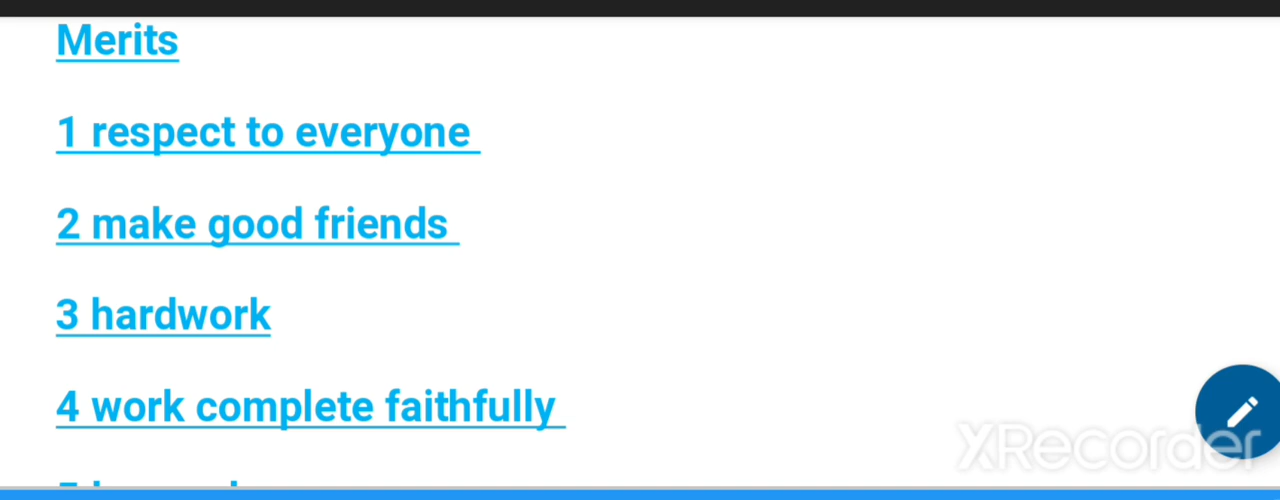 Merits
1 respect to everyone
2 make good friends
3 hardwork
4 work complete faithfully
XRecorder